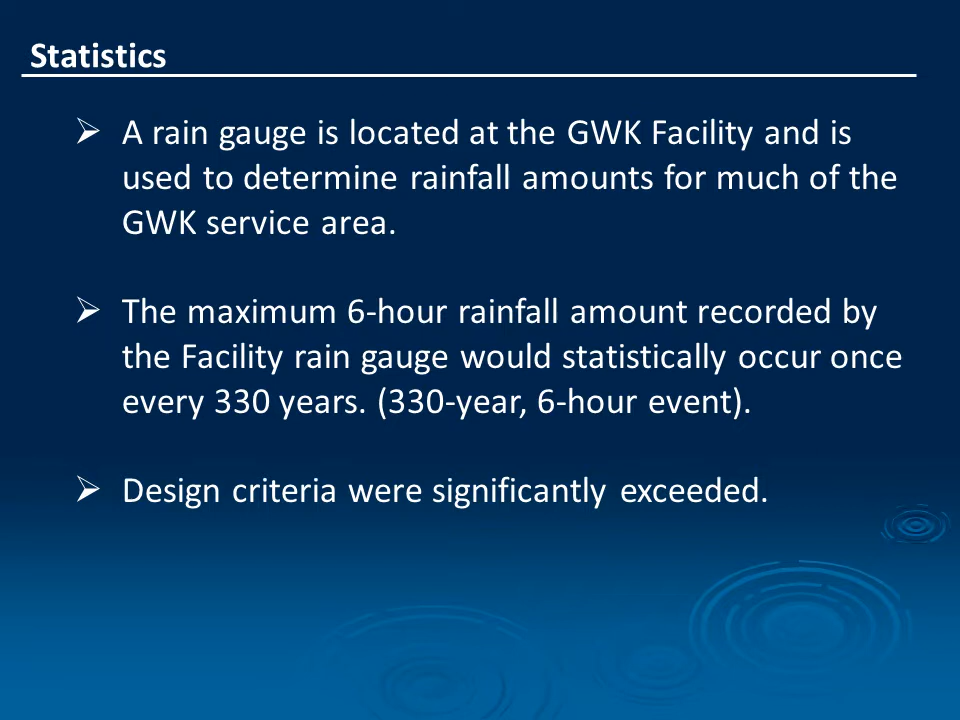 Statistics
➢ A rain gauge is located at the GWK Facility and is
used to determine rainfall amounts for much of the
GWK service area.
➢ The maximum 6-hour rainfall amount recorded by
the Facility rain gauge would statistically occur once
every 330 years. (330-year, 6-hour event).
➢ Design criteria were significantly exceeded.